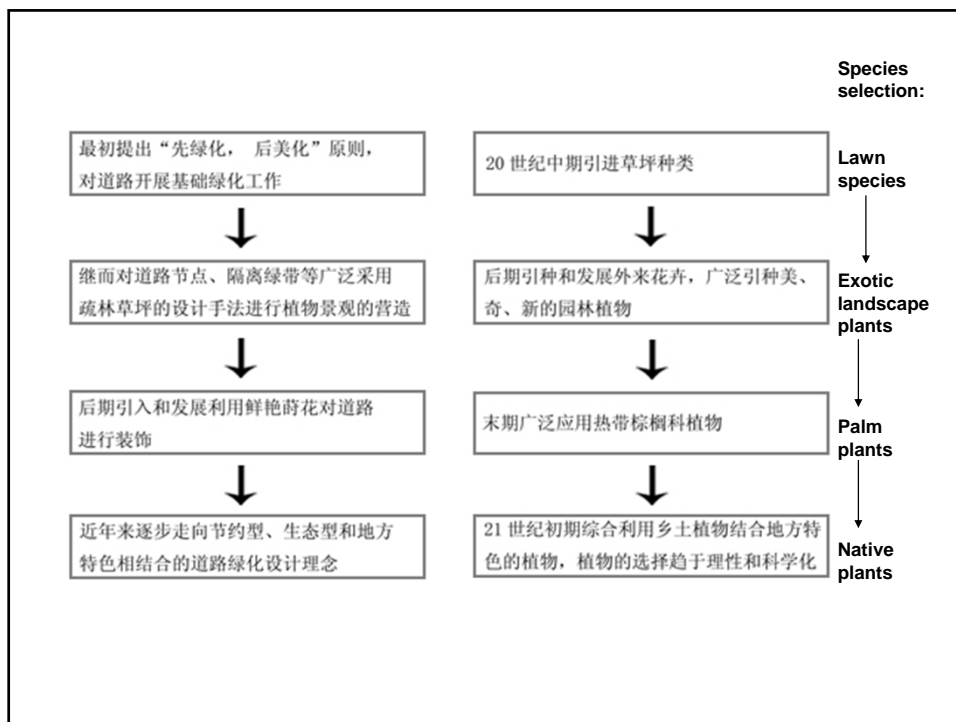 Species
selection:
最初提出“先绿化， 后美化”原则，
对道路开展基础绿化工作
20 世纪中期引进草坪种类
Lawn
species
继而对道路节点、隔离绿带等广泛采用
疏林草坪的设计手法进行植物景观的营造
后期引种和发展外来花卉，广泛引种美、
奇、新的园林植物
Exotic
landscape
plants
后期引入和发展利用鲜艳莳花对道路
进行装饰
末期广泛应用热带棕榈科植物
Palm
plants
近年来逐步走向节约型、生态型和地方
特色相结合的道路绿化设计理念
21 世纪初期综合利用乡土植物结合地方特
色的植物，植物的选择趋于理性和科学化
Native
plants